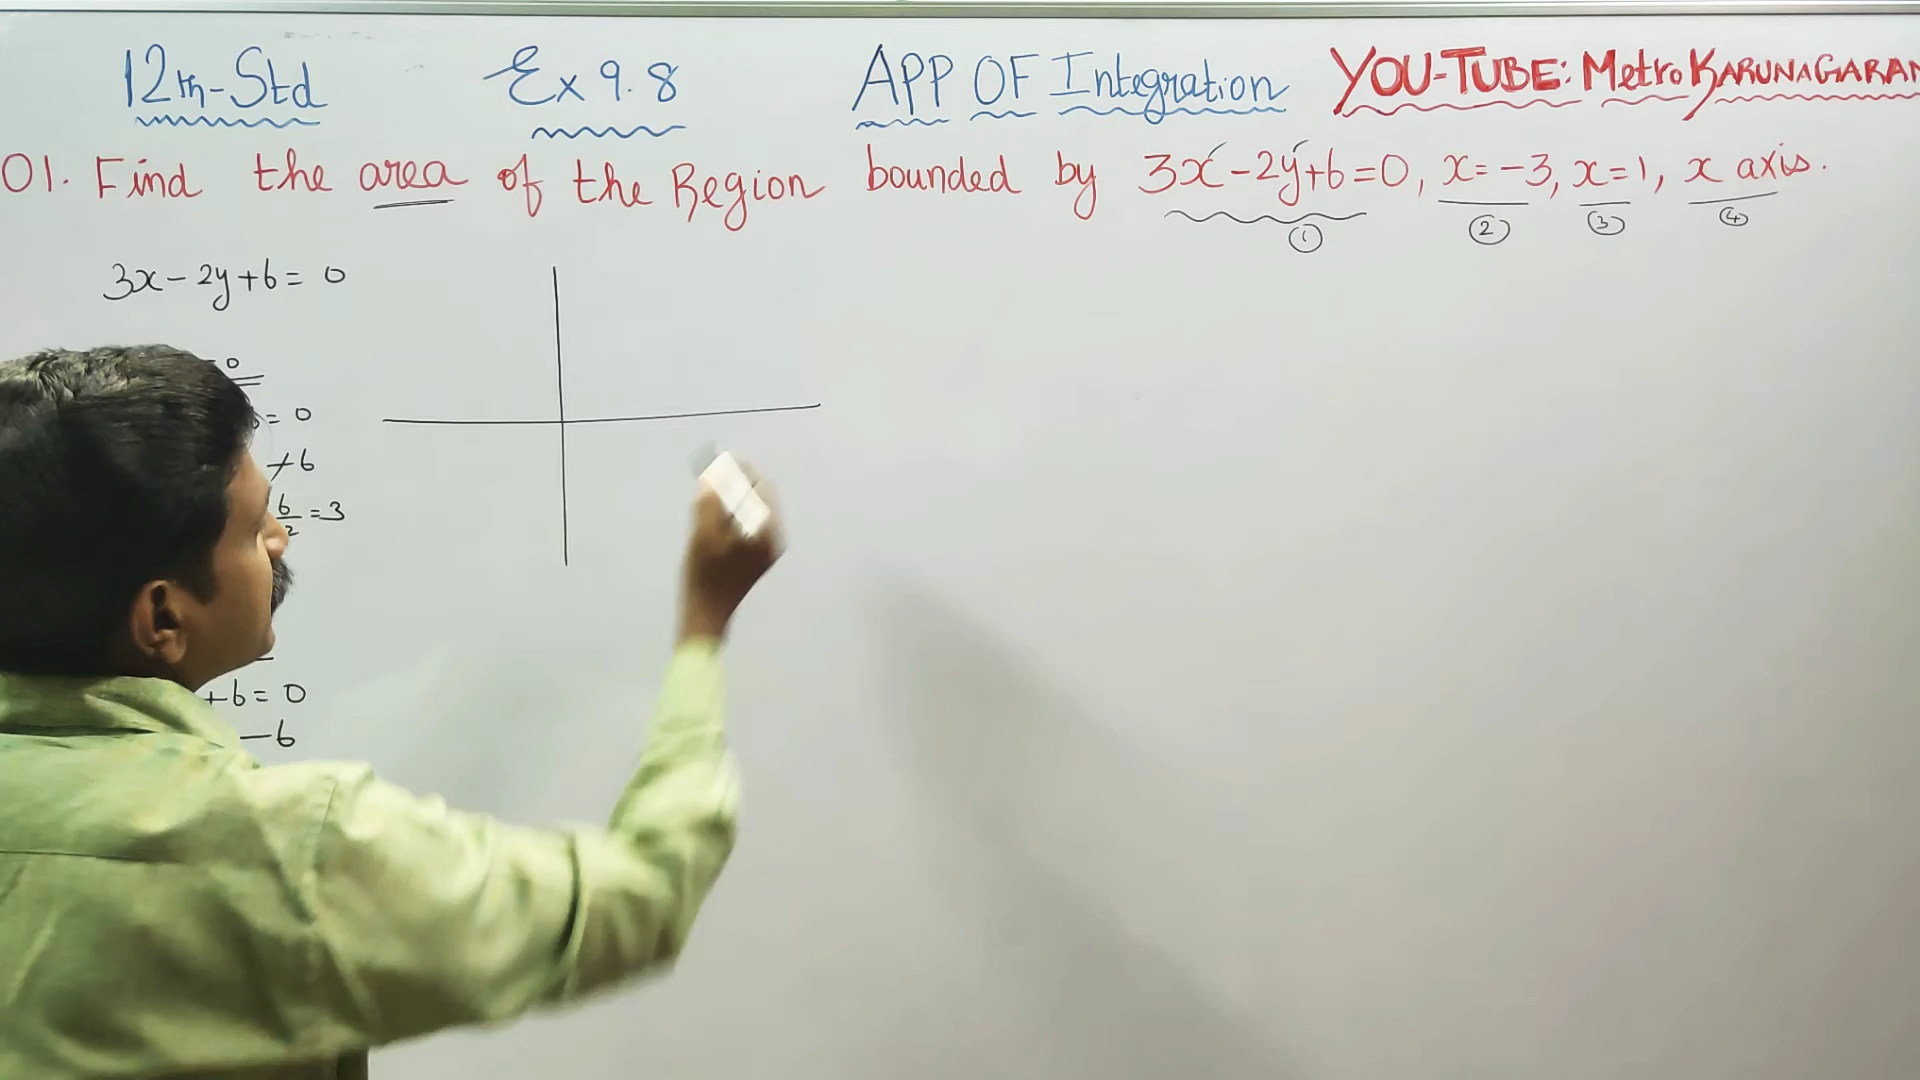 12th-Std Ex 9.8 APP OF Integration YOU-TUBE: Metro KARUNAGARAN
01. Find the area of the Region bounded by 3x-2y+6=0, x=-3, x=1, x axis.
① ② ③ ④
3x-2y+6=0
0
=0
+6
6/2=3
+6=0
-6